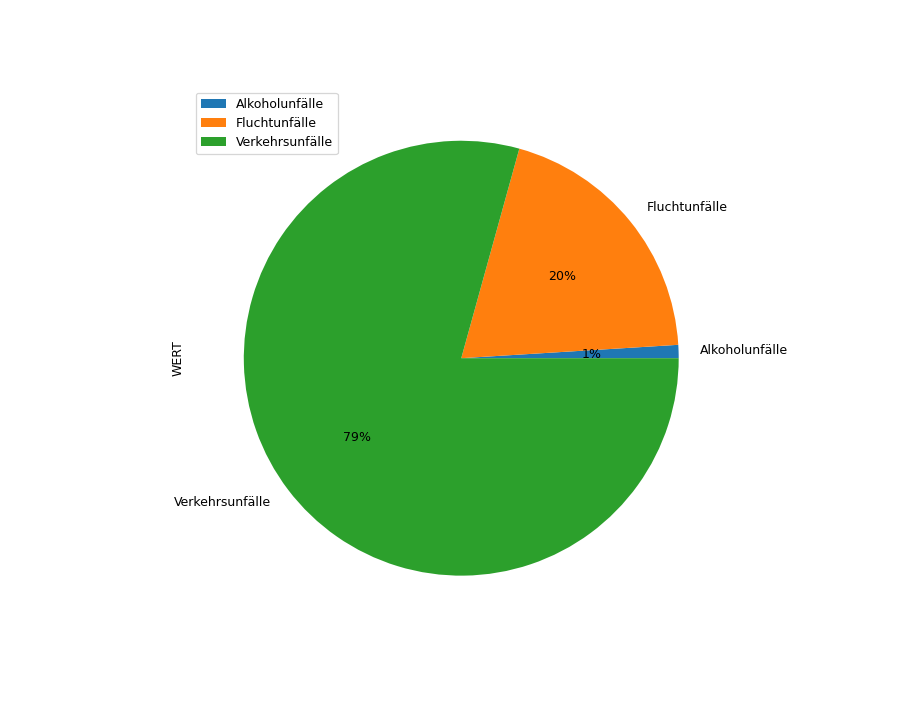 Alkoholunfälle
Fluchtunfälle
Verkehrsunfälle
Fluchtunfälle
20%
Alkoholunfälle
1%
WERT
79%
Verkehrsunfälle